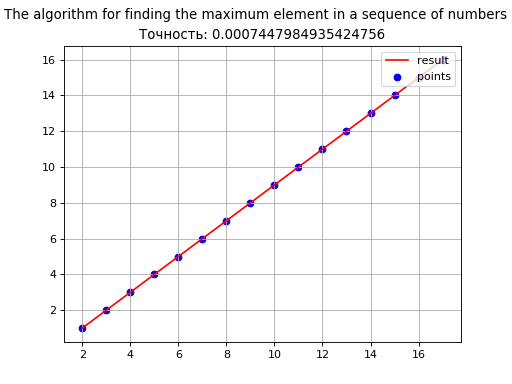 The algorithm for finding the maximum element in a sequence of numbers
Точность: 0.0007447984935424756
result
points
16
14
12
10
8
6
4
2
2 4 6 8 10 12 14 16